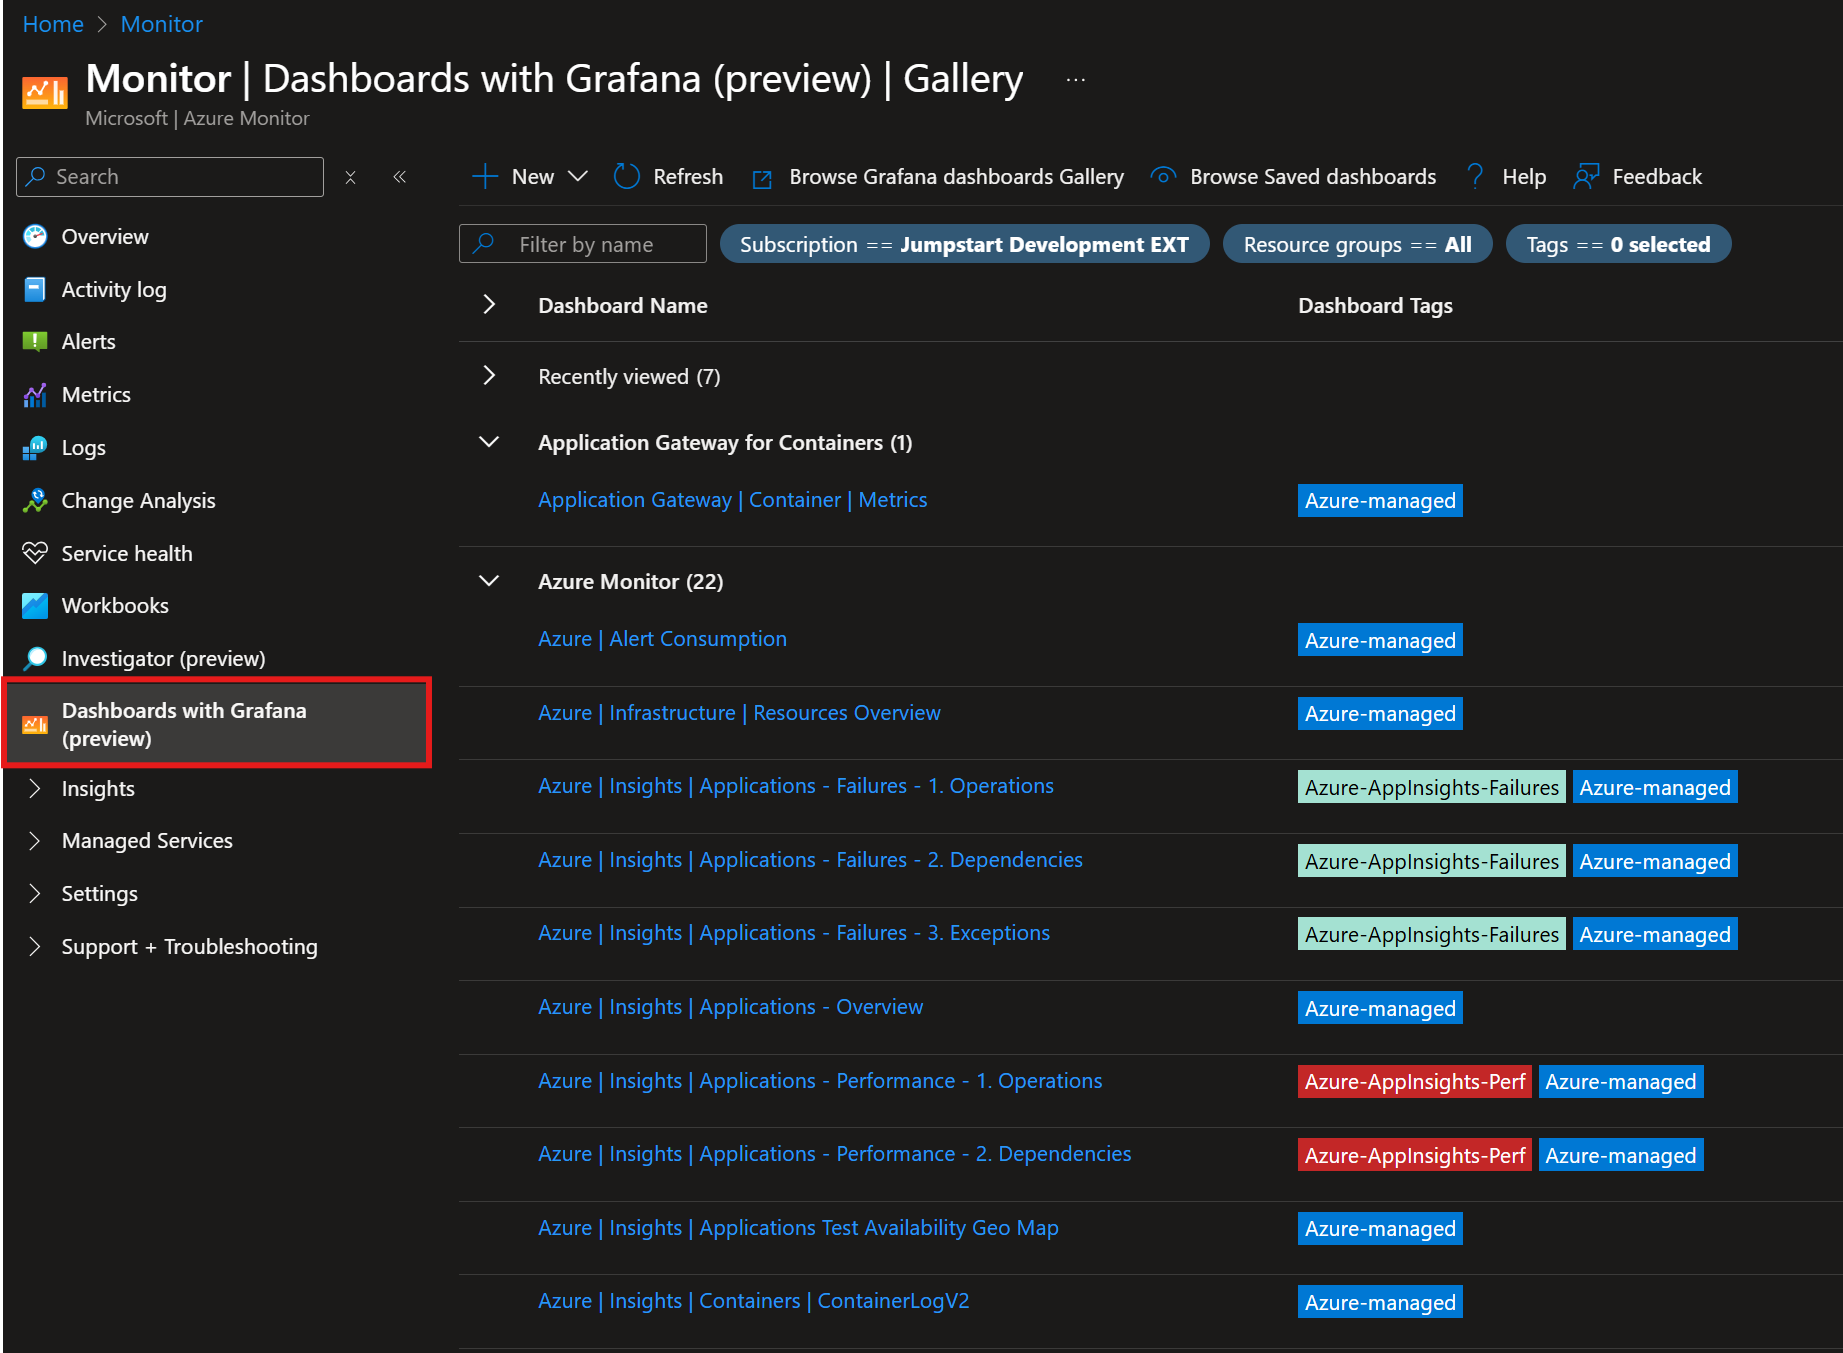 Home > Monitor
Monitor | Dashboards with Grafana (preview) | Gallery ...
Microsoft | Azure Monitor
Search
Overview
Activity log
Alerts
Metrics
Logs
Change Analysis
Service health
Workbooks
Investigator (preview)
Dashboards with Grafana
(preview)
Insights
Managed Services
Settings
Support + Troubleshooting
New Refresh Browse Grafana dashboards Gallery Browse Saved dashboards Help Feedback
Filter by name Subscription == Jumpstart Development EXT Resource groups == All Tags == 0 selected
Dashboard Name Dashboard Tags
Recently viewed (7)
Application Gateway for Containers (1)
Application Gateway | Container | Metrics Azure-managed
Azure Monitor (22)
Azure | Alert Consumption Azure-managed
Azure | Infrastructure | Resources Overview Azure-managed
Azure | Insights | Applications - Failures - 1. Operations Azure-AppInsights-Failures Azure-managed
Azure | Insights | Applications - Failures - 2. Dependencies Azure-AppInsights-Failures Azure-managed
Azure | Insights | Applications - Failures - 3. Exceptions Azure-AppInsights-Failures Azure-managed
Azure | Insights | Applications - Overview Azure-managed
Azure | Insights | Applications - Performance - 1. Operations Azure-AppInsights-Perf Azure-managed
Azure | Insights | Applications - Performance - 2. Dependencies Azure-AppInsights-Perf Azure-managed
Azure | Insights | Applications Test Availability Geo Map Azure-managed
Azure | Insights | Containers | ContainerLogV2 Azure-managed